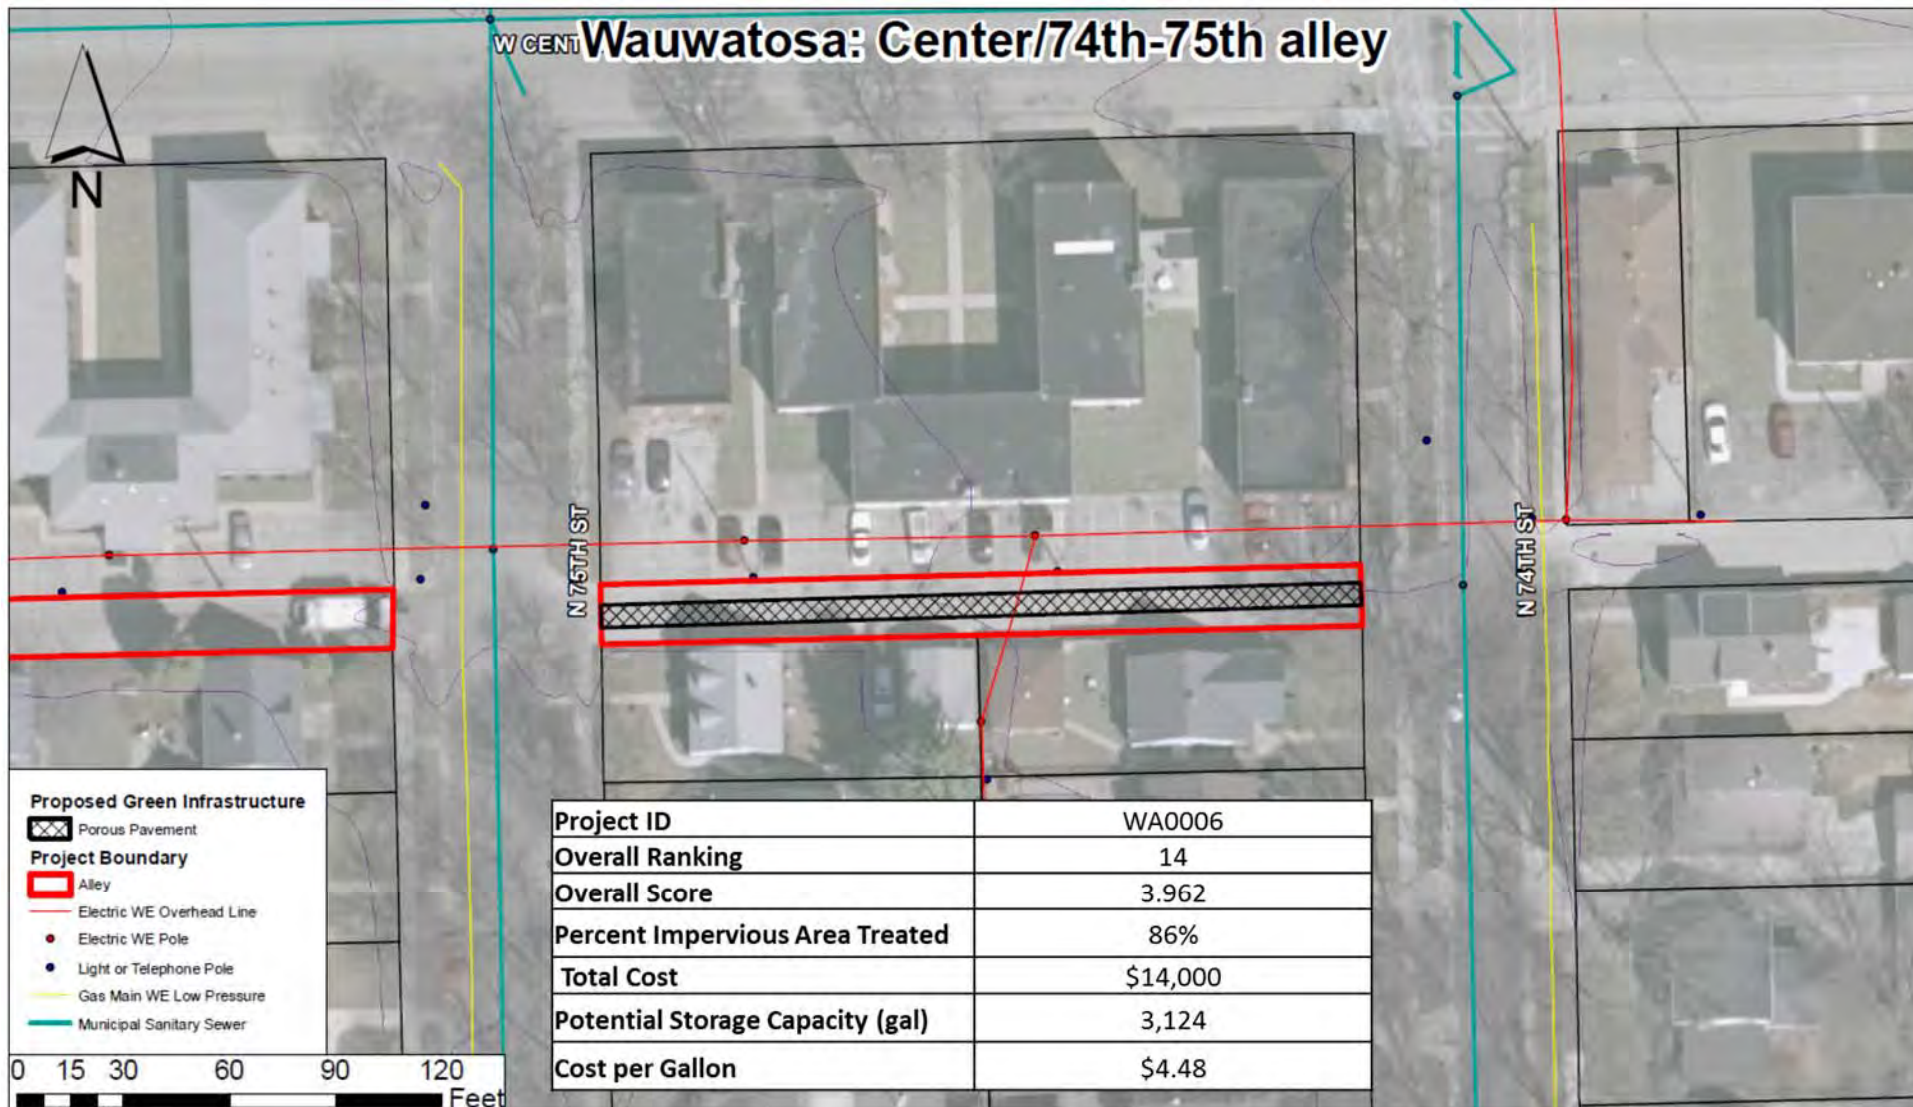 Wauwatosa: Center/74th-75th alley
W CENT
N
N 75TH ST
N 74TH ST
Proposed Green Infrastructure
Porous Pavement
Project Boundary
Alley
Electric WE Overhead Line
Electric WE Pole
Light or Telephone Pole
Gas Main WE Low Pressure
Municipal Sanitary Sewer
0 15 30 60 90 120
Feet
Project ID WA0006
Overall Ranking 14
Overall Score 3.962
Percent Impervious Area Treated 86%
Total Cost $14,000
Potential Storage Capacity (gal) 3,124
Cost per Gallon $4.48